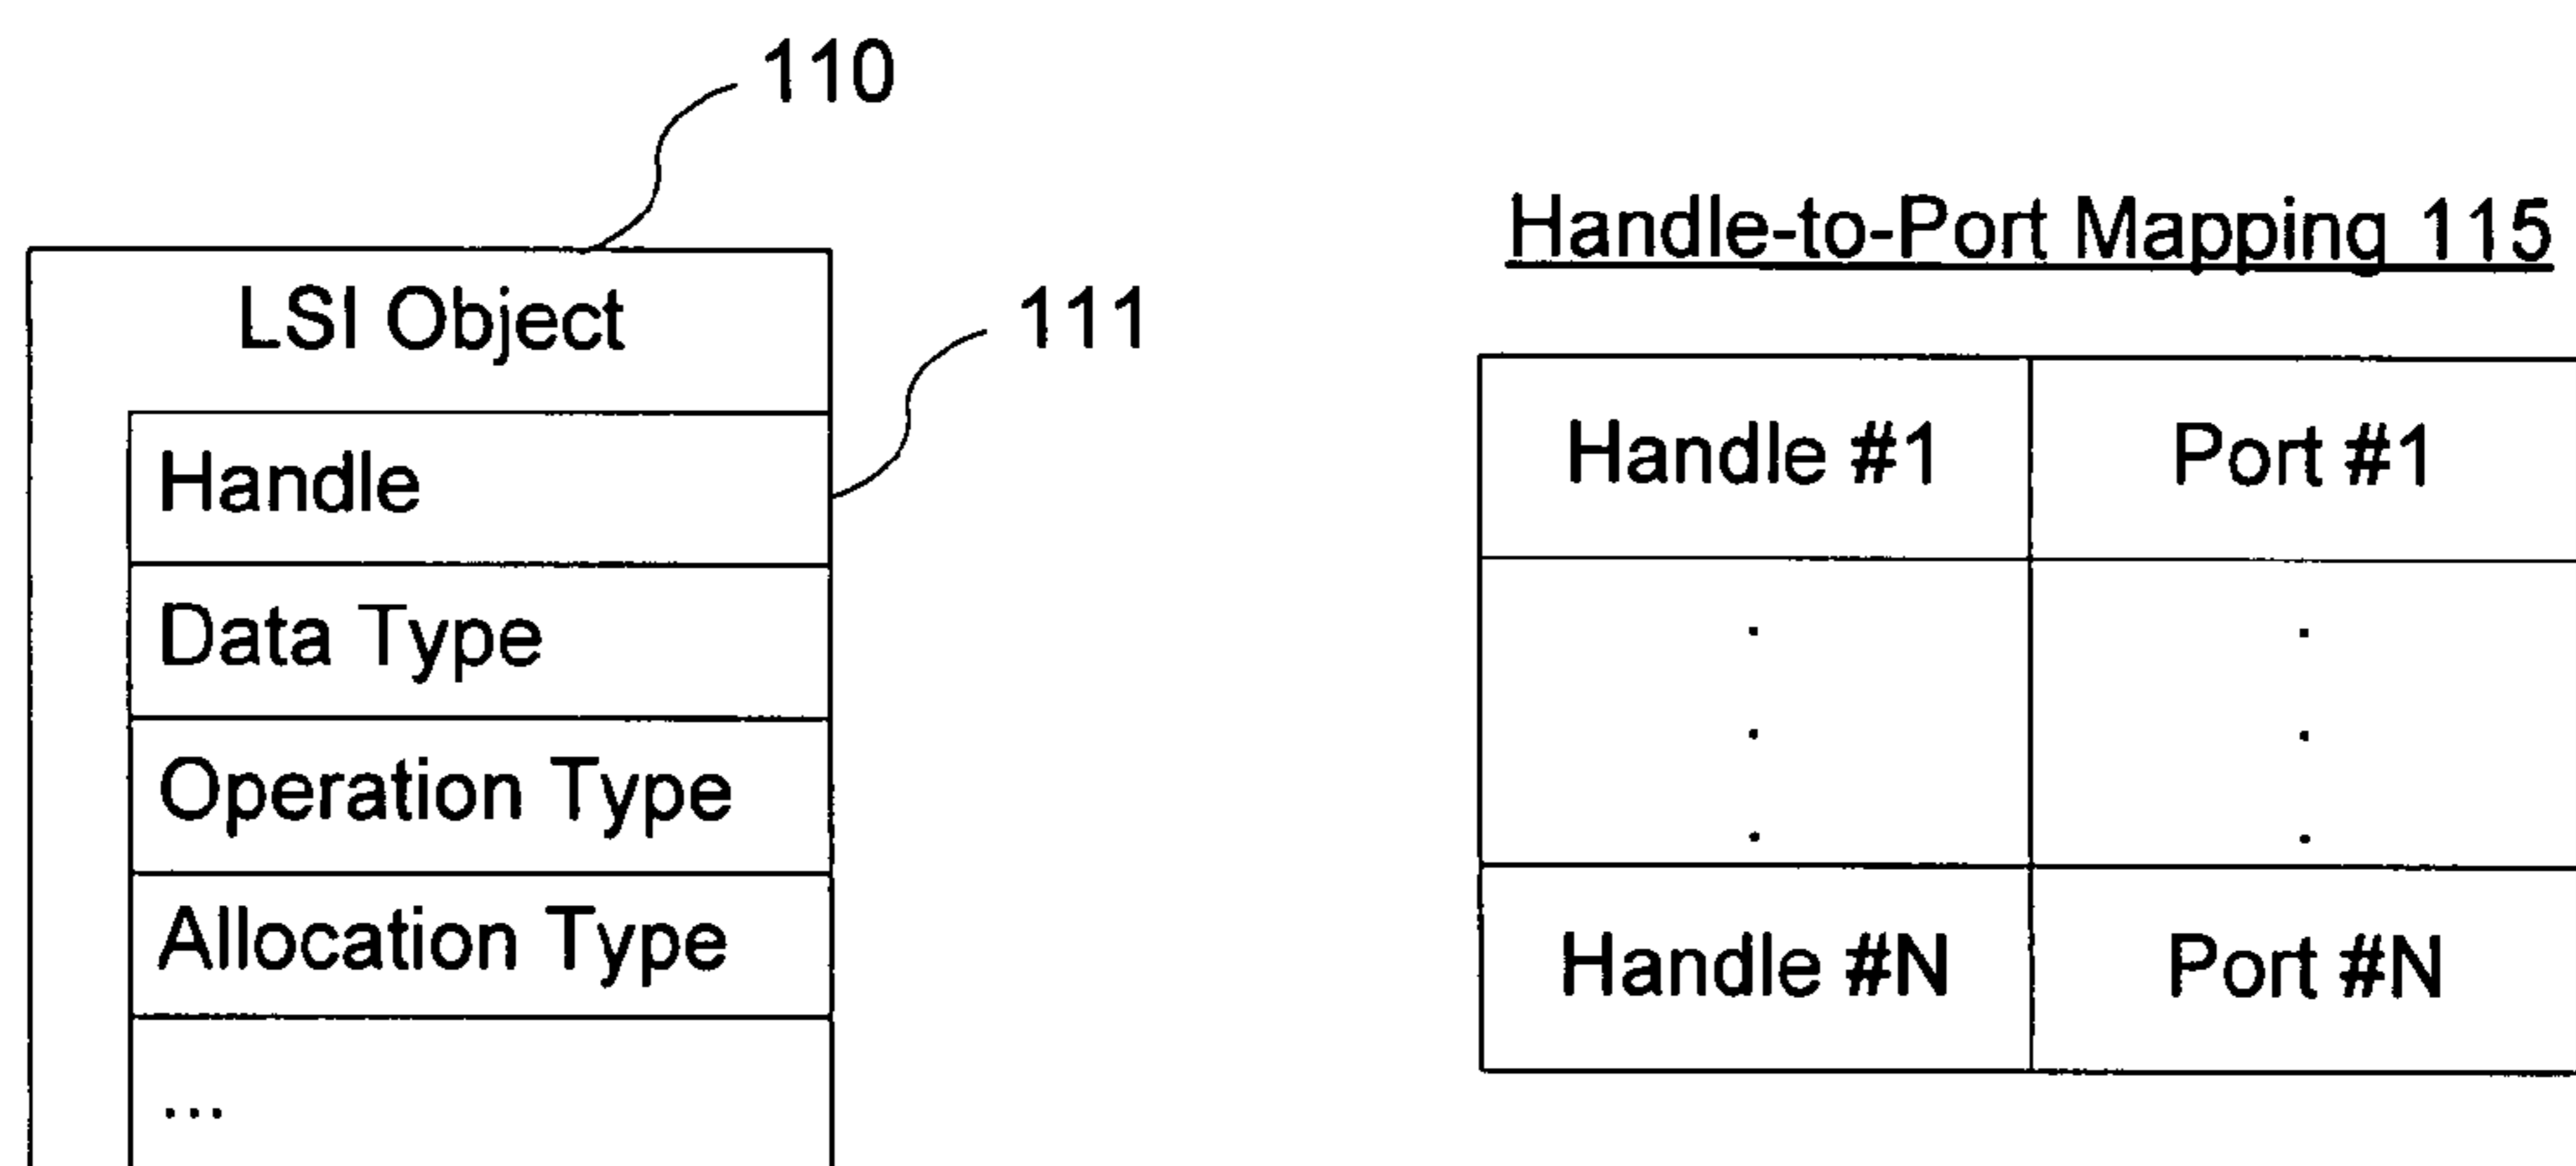 110
LSI Object
111
Handle
Data Type
Operation Type
Allocation Type
...
Handle-to-Port Mapping 115
Handle #1 Port #1
. .
. .
. .
Handle #N Port #N